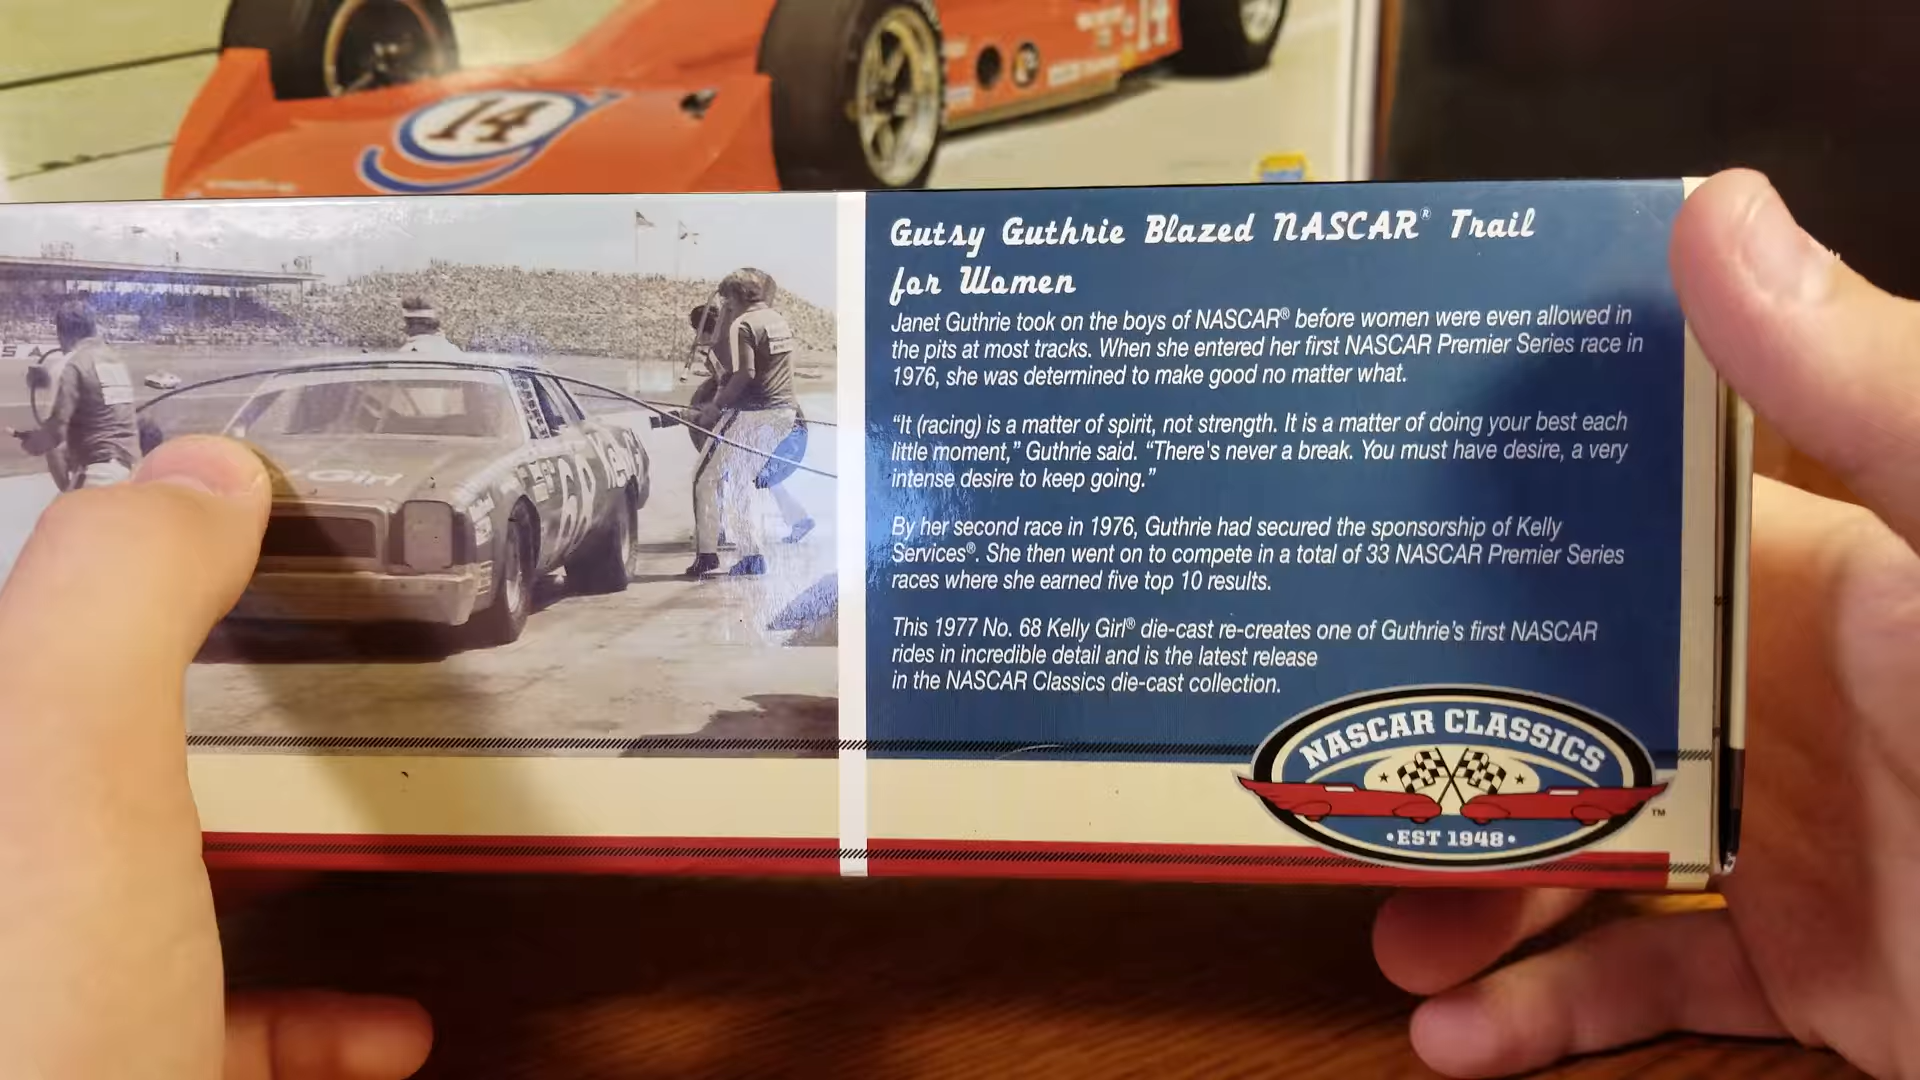 14
14
Gutsy Guthrie Blazed NASCAR® Trail
for Women
Janet Guthrie took on the boys of NASCAR® before women were even allowed in
the pits at most tracks. When she entered her first NASCAR Premier Series race in
1976, she was determined to make good no matter what.
“It (racing) is a matter of spirit, not strength. It is a matter of doing your best each
little moment,” Guthrie said. “There's never a break. You must have desire, a very
intense desire to keep going.”
By her second race in 1976, Guthrie had secured the sponsorship of Kelly
Services®. She then went on to compete in a total of 33 NASCAR Premier Series
races where she earned five top 10 results.
This 1977 No. 68 Kelly Girl® die-cast re-creates one of Guthrie's first NASCAR
rides in incredible detail and is the latest release
in the NASCAR Classics die-cast collection.
Girl
68
NASCAR CLASSICS
TM
•EST 1948•